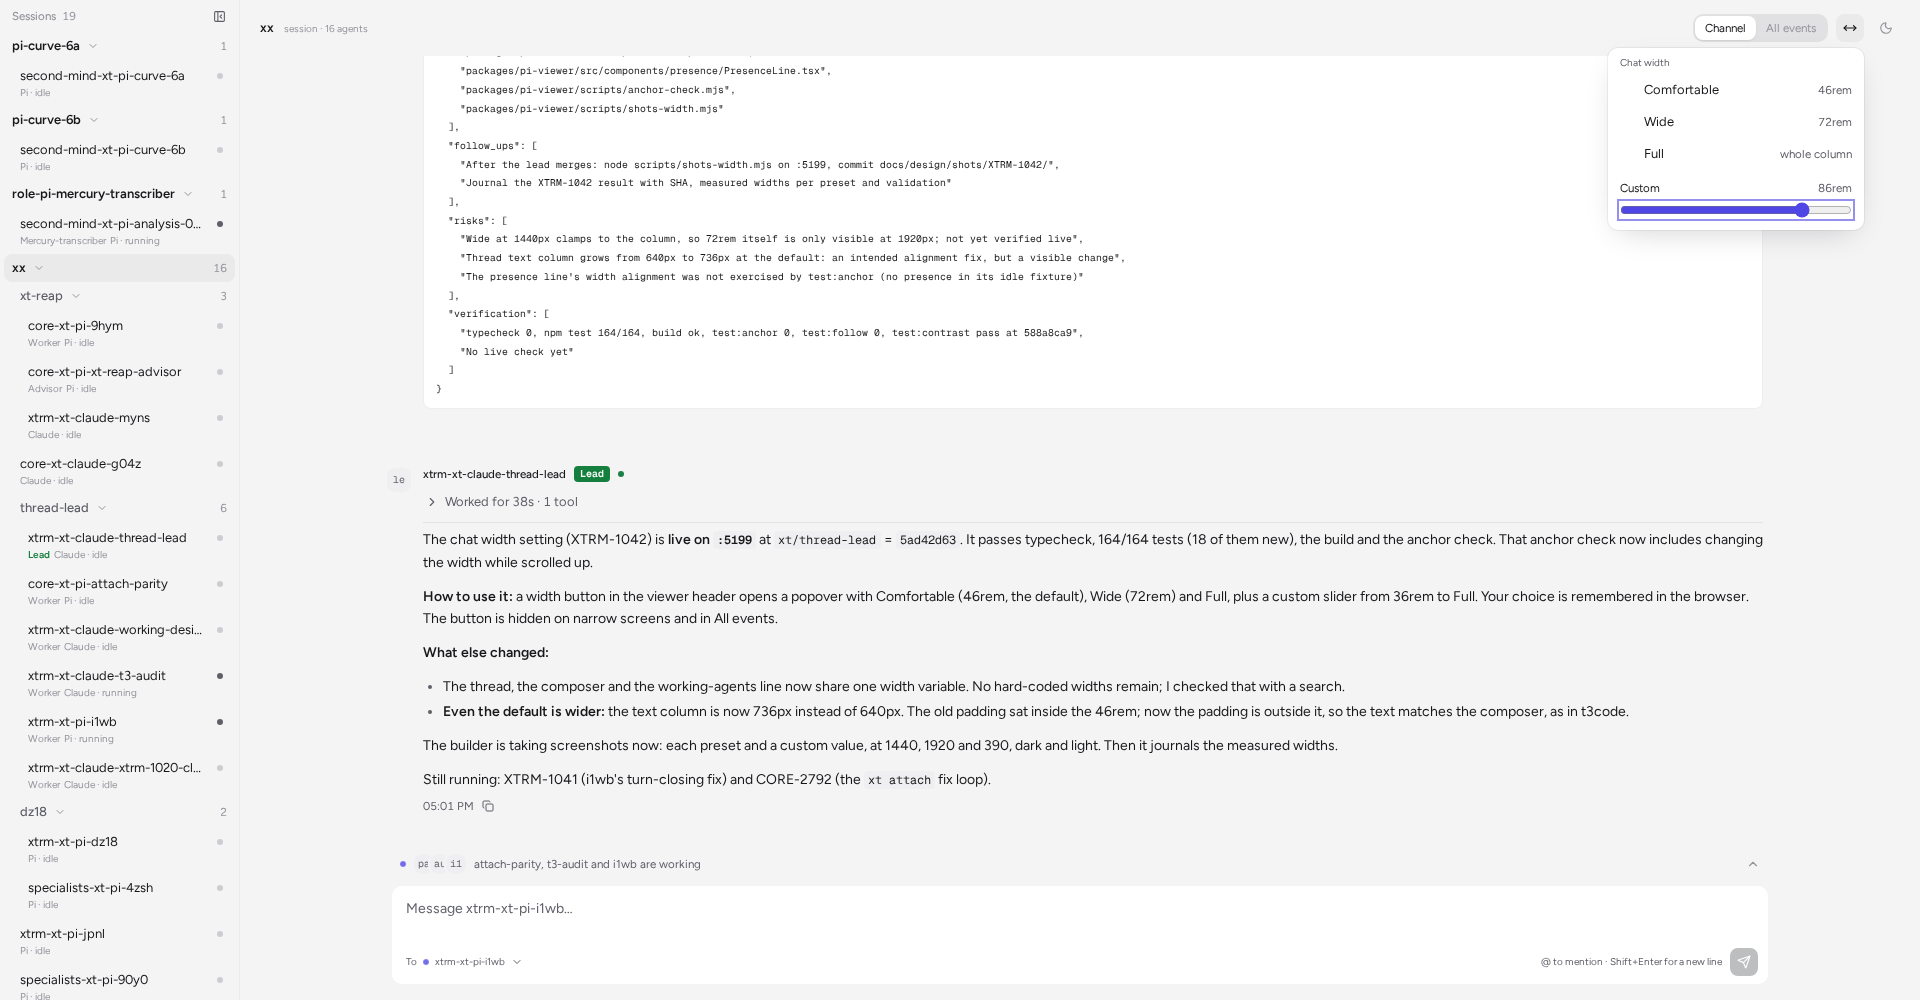 Sessions 19
pi-curve-6a 1
second-mind-xt-pi-curve-6a
Pi · idle
pi-curve-6b 1
second-mind-xt-pi-curve-6b
Pi · idle
role-pi-mercury-transcriber 1
second-mind-xt-pi-analysis-0...
Mercury-transcriber Pi · running
xx 16
xt-reap 3
core-xt-pi-9hym
Worker Pi · idle
core-xt-pi-xt-reap-advisor
Advisor Pi · idle
xtrm-xt-claude-myns
Claude · idle
core-xt-claude-g04z
Claude · idle
thread-lead 6
xtrm-xt-claude-thread-lead
Lead Claude · idle
core-xt-pi-attach-parity
Worker Pi · idle
xtrm-xt-claude-working-desi...
Worker Claude · idle
xtrm-xt-claude-t3-audit
Worker Claude · running
xtrm-xt-pi-i1wb
Worker Pi · running
xtrm-xt-claude-xtrm-1020-cl...
Worker Claude · idle
dz18 2
xtrm-xt-pi-dz18
Pi · idle
specialists-xt-pi-4zsh
Pi · idle
xtrm-xt-pi-jpnl
Pi · idle
specialists-xt-pi-90y0
Pi · idle
xx session · 16 agents
Channel All events
Chat width
Comfortable 46rem
Wide 72rem
Full whole column
Custom 86rem
"packages/pi-viewer/src/components/presence/PresenceLine.tsx",
"packages/pi-viewer/scripts/anchor-check.mjs",
"packages/pi-viewer/scripts/shots-width.mjs"
],
"follow_ups": [
"After the lead merges: node scripts/shots-width.mjs on :5199, commit docs/design/shots/XTRM-1042/",
"Journal the XTRM-1042 result with SHA, measured widths per preset and validation"
],
"risks": [
"Wide at 1440px clamps to the column, so 72rem itself is only visible at 1920px; not yet verified live",
"Thread text column grows from 640px to 736px at the default: an intended alignment fix, but a visible change",
"The presence line's width alignment was not exercised by test:anchor (no presence in its idle fixture)"
],
"verification": [
"typecheck 0, npm test 164/164, build ok, test:anchor 0, test:follow 0, test:contrast pass at 588a8ca9",
"No live check yet"
]
}
le xtrm-xt-claude-thread-lead Lead
Worked for 38s · 1 tool
The chat width setting (XTRM-1042) is live on :5199 at xt/thread-lead = 5ad42d63. It passes typecheck, 164/164 tests (18 of them new), the build and the anchor check. That anchor check now includes changing
the width while scrolled up.
How to use it: a width button in the viewer header opens a popover with Comfortable (46rem, the default), Wide (72rem) and Full, plus a custom slider from 36rem to Full. Your choice is remembered in the browser.
The button is hidden on narrow screens and in All events.
What else changed:
• The thread, the composer and the working-agents line now share one width variable. No hard-coded widths remain; I checked that with a search.
• Even the default is wider: the text column is now 736px instead of 640px. The old padding sat inside the 46rem; now the padding is outside it, so the text matches the composer, as in t3code.
The builder is taking screenshots now: each preset and a custom value, at 1440, 1920 and 390, dark and light. Then it journals the measured widths.
Still running: XTRM-1041 (i1wb's turn-closing fix) and CORE-2792 (the xt attach fix loop).
05:01 PM
pa au i1 attach-parity, t3-audit and i1wb are working
Message xtrm-xt-pi-i1wb...
To xtrm-xt-pi-i1wb
@ to mention · Shift+Enter for a new line